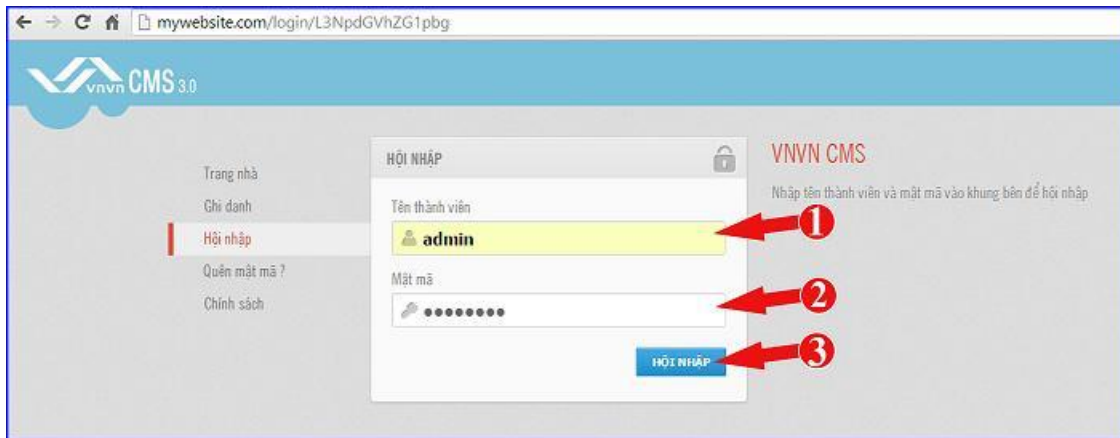 mywebsite.com/login/L3NpdGVhZG1pbg
vnvn CMS 3.0
Trang nhà
Ghi danh
Hội nhập
Quên mật mã ?
Chính sách
HỘI NHẬP
Tên thành viên
admin
1
Mật mã
2
HỘI NHẬP
3
VNVN CMS
Nhập tên thành viên và mật mã vào khung bên để hội nhập